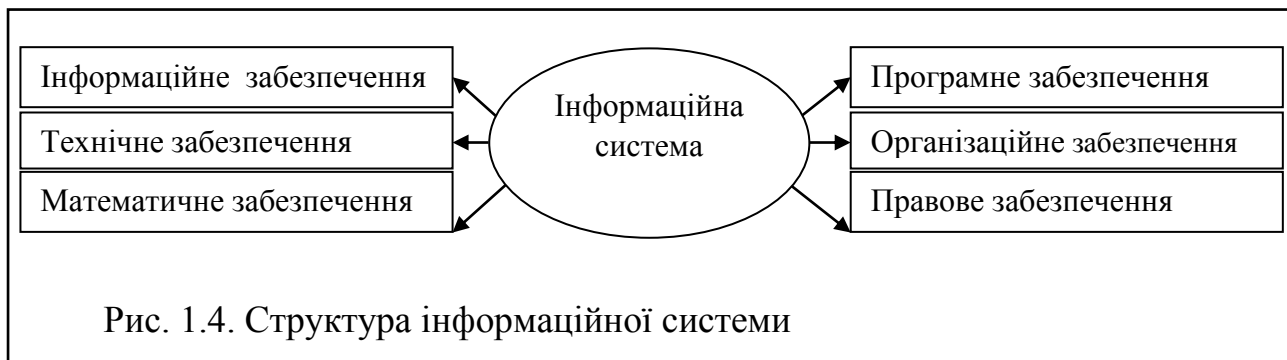 Інформаційне забезпечення
Технічне забезпечення
Математичне забезпечення
Інформаційна
система
Програмне забезпечення
Організаційне забезпечення
Правове забезпечення
Рис. 1.4. Структура інформаційної системи